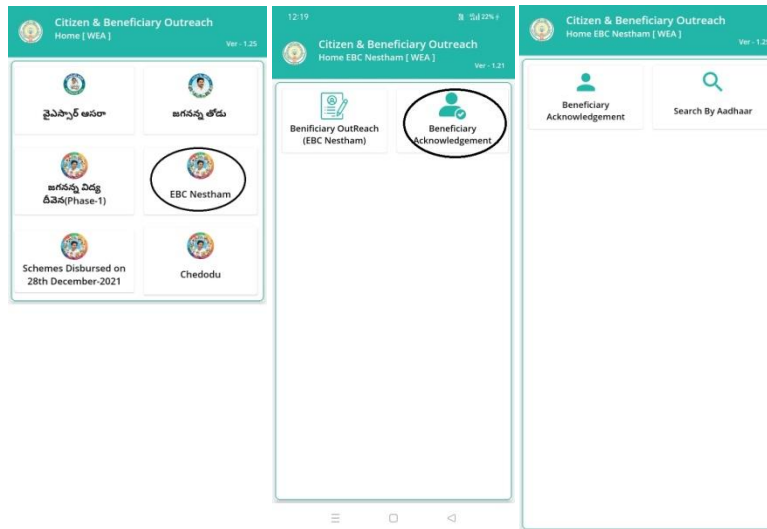 Citizen & Beneficiary Outreach
Home [ WEA ]
Ver - 1.25
వైఎస్సార్ ఆసరా
జగనన్న తోడు
జగనన్న విద్య
దీవెన(Phase-1)
EBC Nestham
Schemes Disbursed on
28th December-2021
Chedodu
12:19
22%
Citizen & Beneficiary Outreach
Home EBC Nestham [ WEA ]
Ver - 1.21
Benificiary OutReach
(EBC Nestham)
Beneficiary
Acknowledgement
Citizen & Beneficiary Outreach
Home EBC Nestham [ WEA ]
Beneficiary
Acknowledgement
Search By Aadhaar